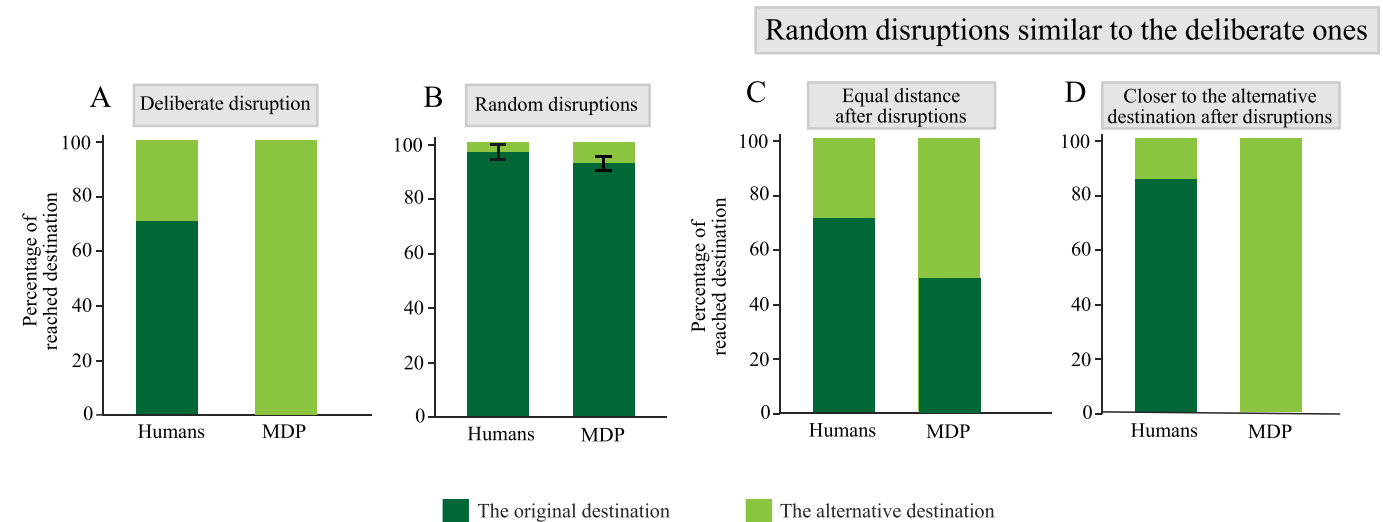 Random disruptions similar to the deliberate ones
A
Deliberate disruption
100
80
60
40
20
0
Percentage of
reached destination
Humans
MDP
B
Random disruptions
100
80
60
40
20
0
Humans
MDP
C
Equal distance
after disruptions
100
80
60
40
20
0
Percentage of
reached destination
Humans
MDP
D
Closer to the alternative
destination after disruptions
100
80
60
40
20
0
Humans
MDP
The original destination
The alternative destination